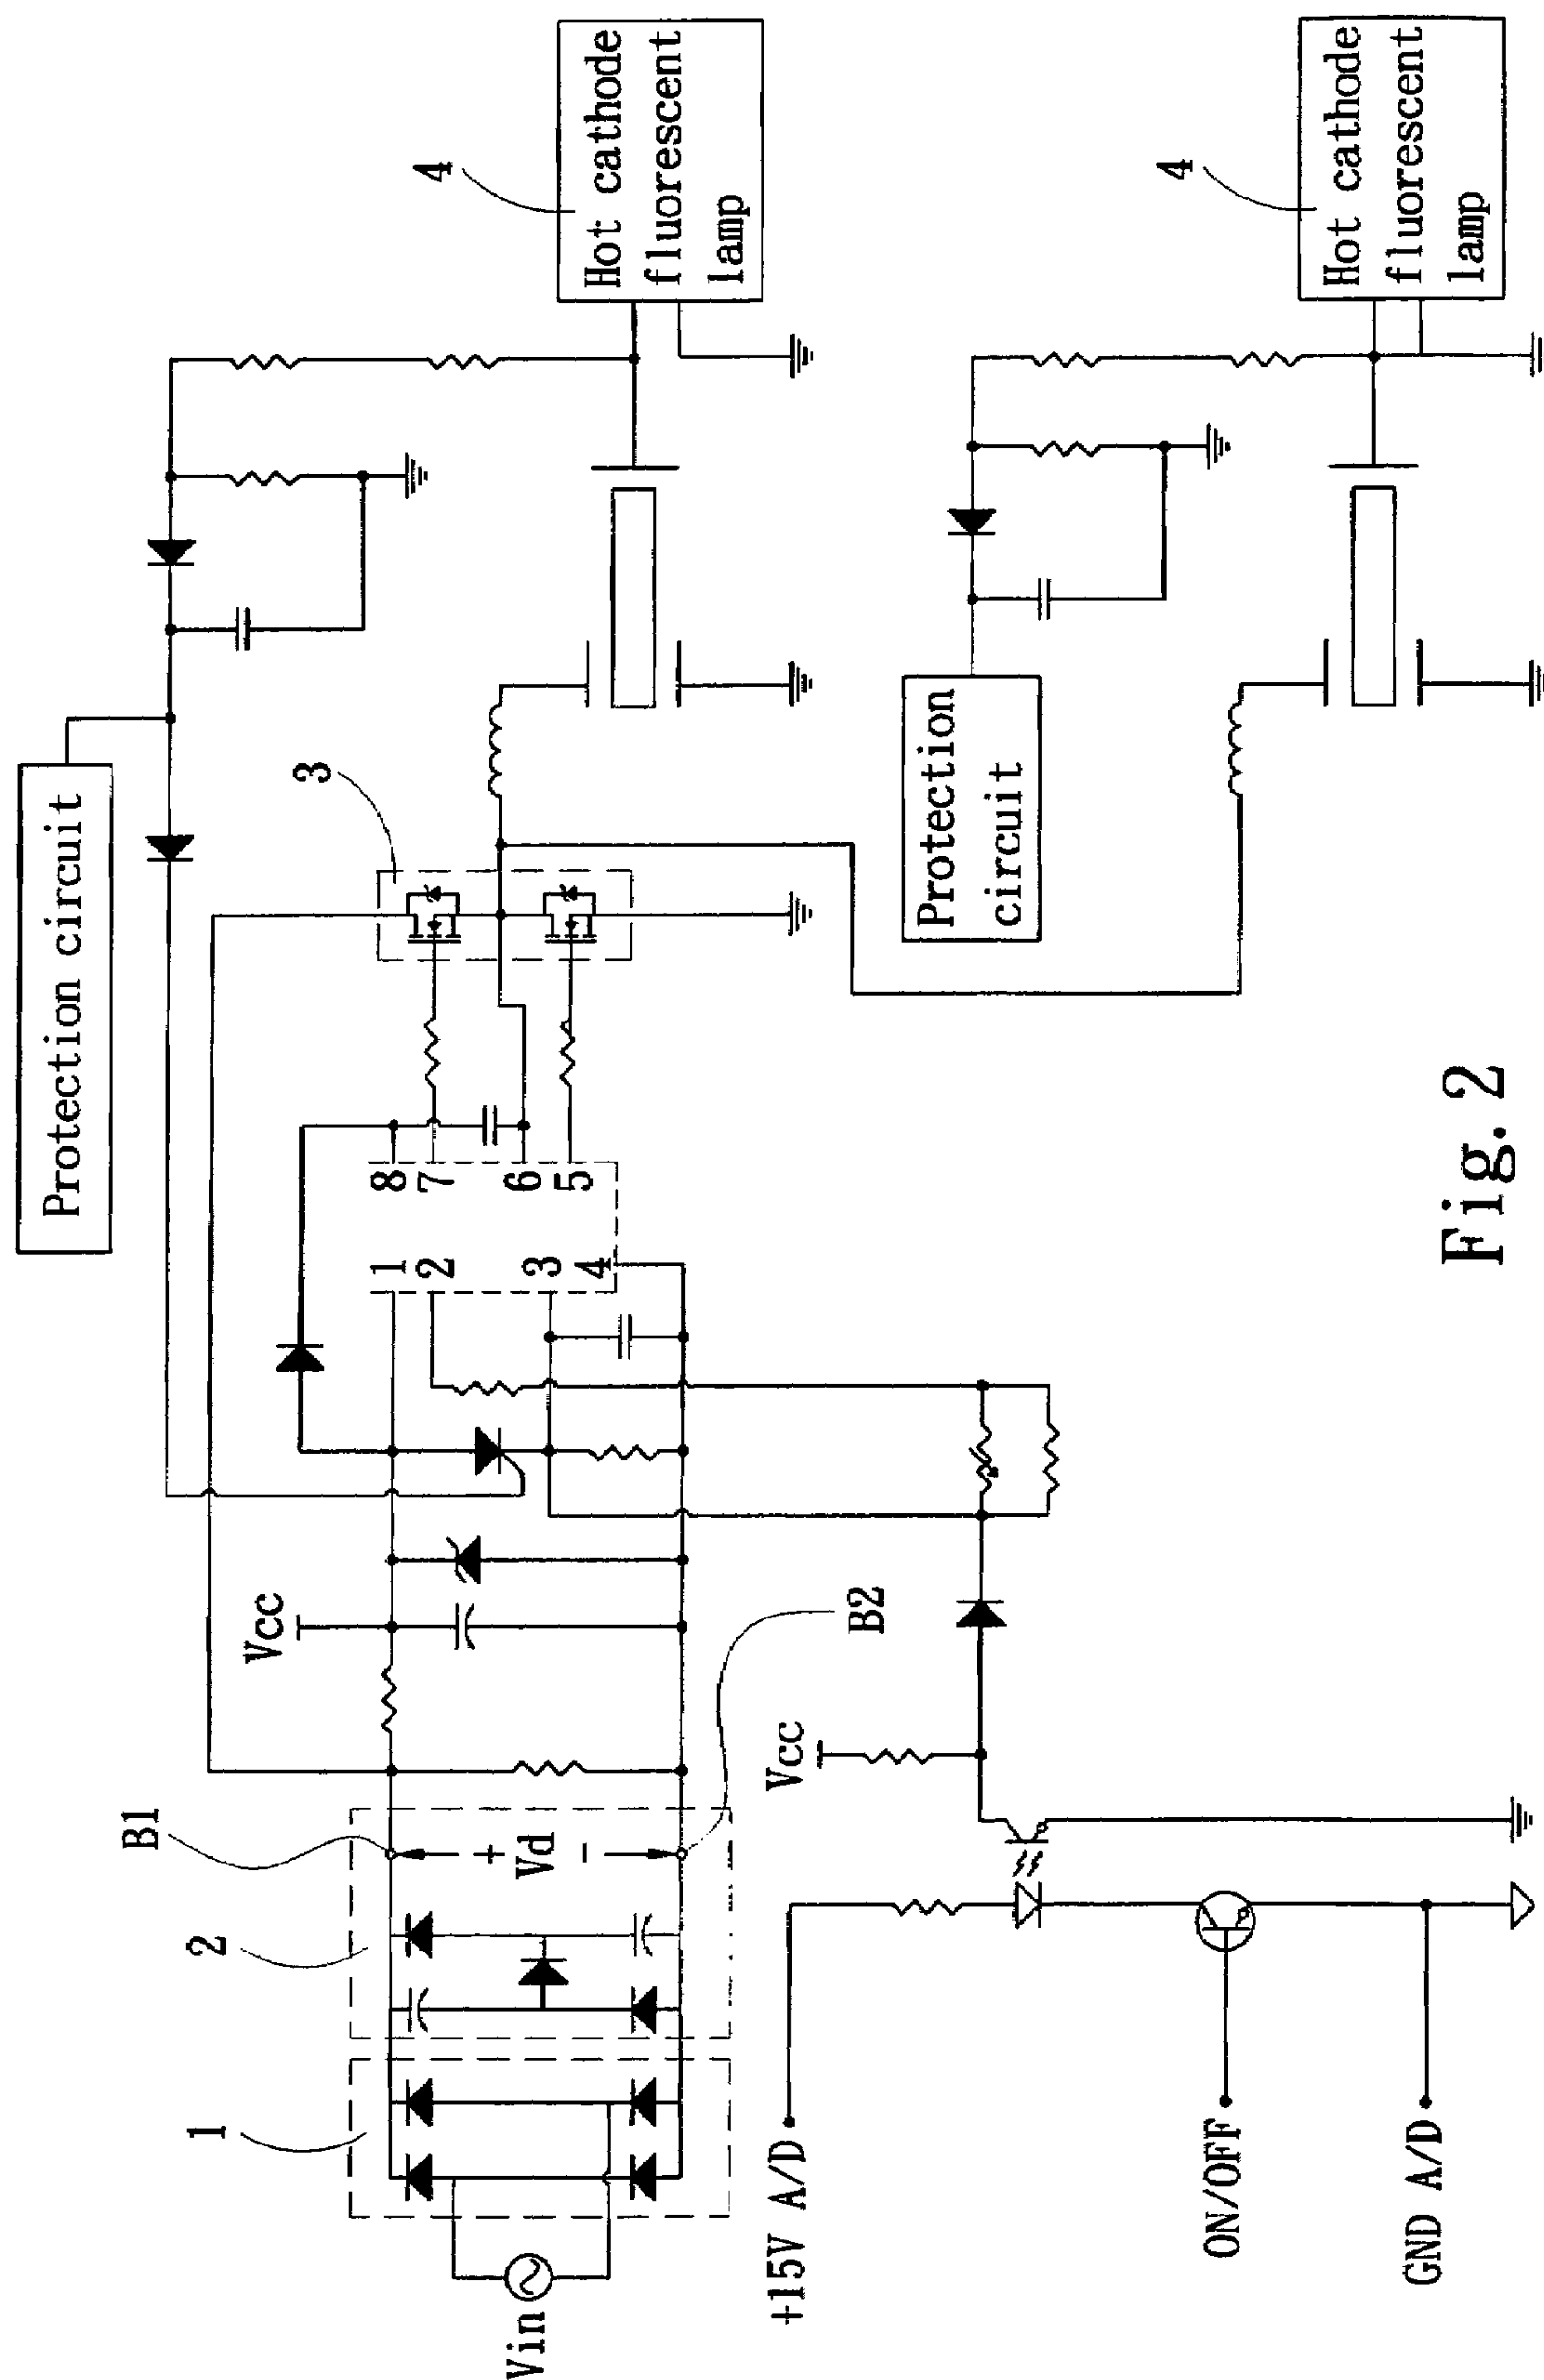 Protection circuit
4
Hot cathode
fluorescent
lamp
3
Vcc
1
2
3
4
8
7
6
5
B1
2
1
Vin
+
Vd
-
B2
Protection
circuit
4
Hot cathode
fluorescent
lamp
Vcc
+15V A/D
ON/OFF
GND A/D
Fig. 2